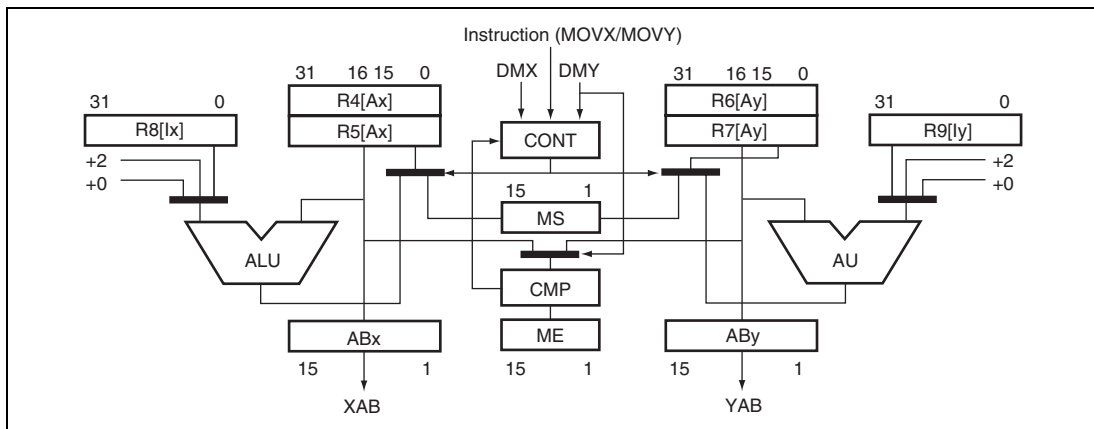 Instruction (MOVX/MOVY)
DMX DMY
31 16 15 0
R4[Ax]
R5[Ax]
31 16 15 0
R6[Ay]
R7[Ay]
31 0
R8[Ix]
+2
+0
31 0
R9[Iy]
+2
+0
CONT
15 1
MS
ALU
AU
CMP
ME
15 1
ABx
15 1
XAB
ABy
15 1
YAB